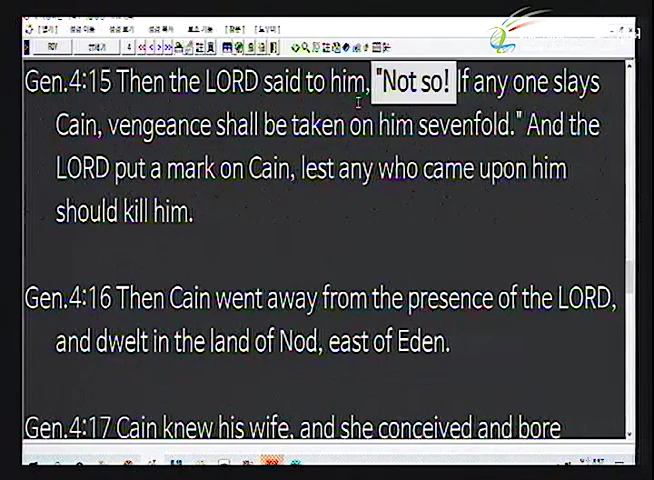 RSV
Gen.4:15 Then the LORD said to him, "Not so! If any one slays
Cain, vengeance shall be taken on him sevenfold." And the
LORD put a mark on Cain, lest any who came upon him
should kill him.
Gen.4:16 Then Cain went away from the presence of the LORD,
and dwelt in the land of Nod, east of Eden.
Gen.4:17 Cain knew his wife, and she conceived and bore